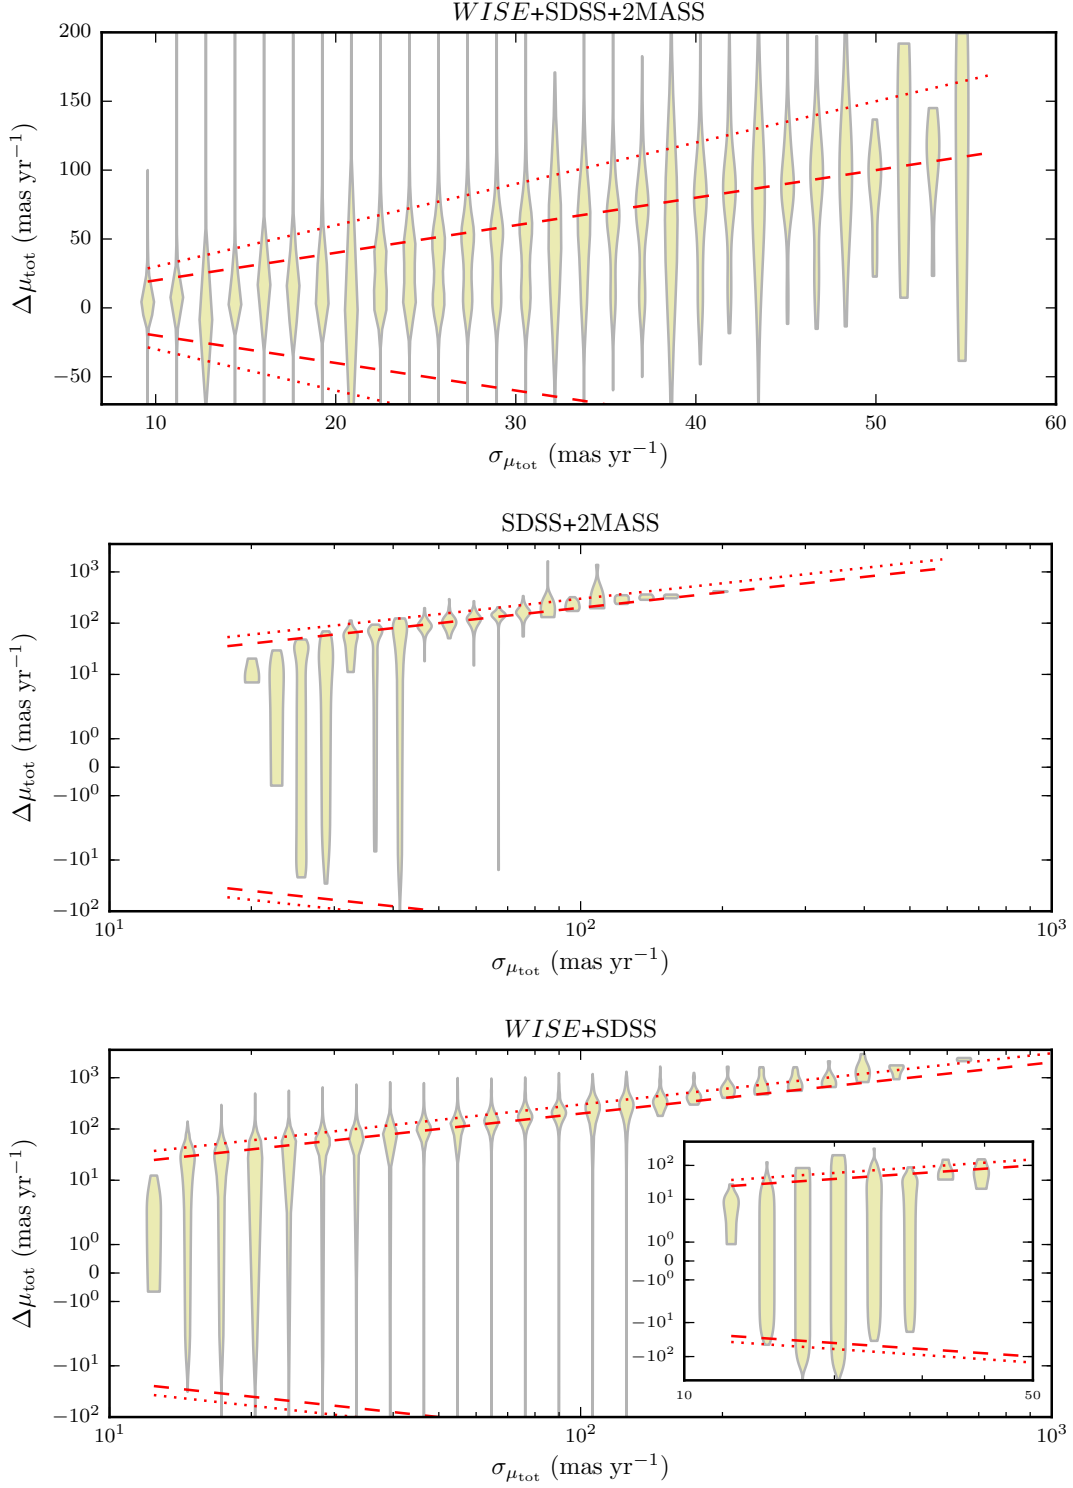 WISE+SDSS+2MASS
200
150
100
50
0
−50
Δμtot (mas yr−1)
10 20 30 40 50 60
σμtot (mas yr−1)
SDSS+2MASS
10^3
10^2
10^1
10^0
0
−10^0
−10^1
−10^2
Δμtot (mas yr−1)
10^1 10^2 10^3
σμtot (mas yr−1)
WISE+SDSS
10^3
10^2
10^1
10^0
0
−10^0
−10^1
−10^2
Δμtot (mas yr−1)
10^2
10^1
10^0
0
−10^0
−10^1
−10^2
10 50
10^1 10^2 10^3
σμtot (mas yr−1)